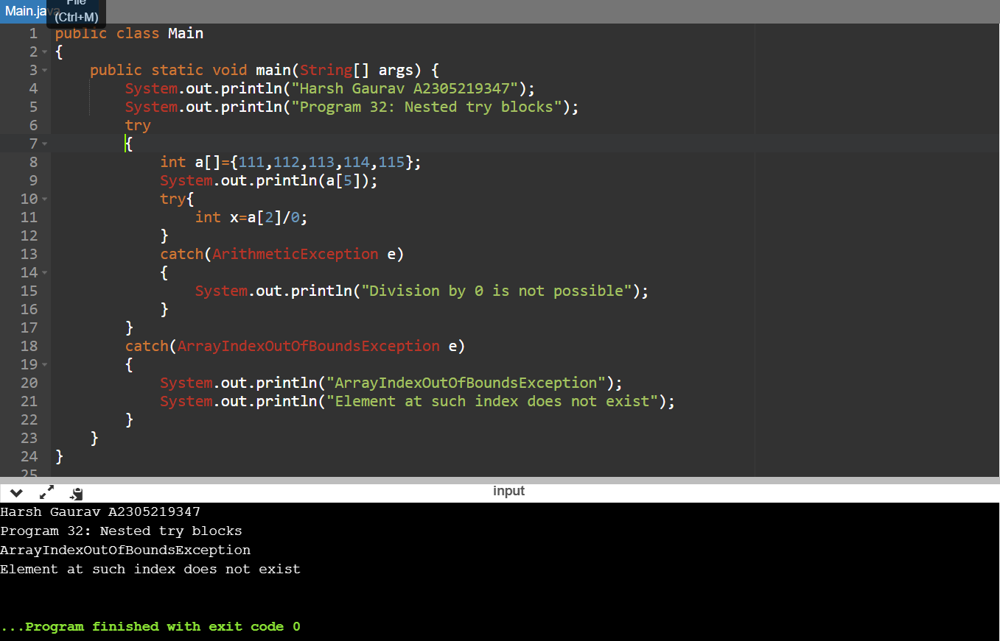 Main.java
File
(Ctrl+M)
1 public class Main
2 {
3     public static void main(String[] args) {
4         System.out.println("Harsh Gaurav A2305219347");
5         System.out.println("Program 32: Nested try blocks");
6         try
7         {
8             int a[]={111,112,113,114,115};
9             System.out.println(a[5]);
10             try{
11                 int x=a[2]/0;
12             }
13             catch(ArithmeticException e)
14             {
15                 System.out.println("Division by 0 is not possible");
16             }
17         }
18         catch(ArrayIndexOutOfBoundsException e)
19         {
20             System.out.println("ArrayIndexOutOfBoundsException");
21             System.out.println("Element at such index does not exist");
22         }
23     }
24 }
25
input
Harsh Gaurav A2305219347
Program 32: Nested try blocks
ArrayIndexOutOfBoundsException
Element at such index does not exist
...Program finished with exit code 0